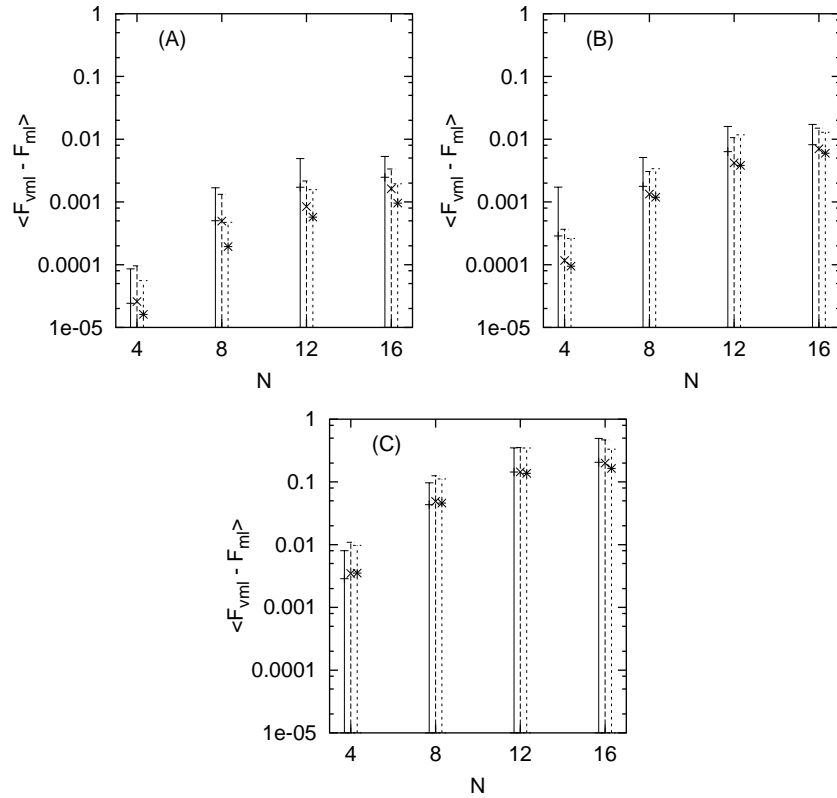 (A)
<F_vml - F_ml>
1
0.1
0.01
0.001
0.0001
1e-05
4 8 12 16
N
(B)
<F_vml - F_ml>
1
0.1
0.01
0.001
0.0001
1e-05
4 8 12 16
N
(C)
<F_vml - F_ml>
1
0.1
0.01
0.001
0.0001
1e-05
4 8 12 16
N